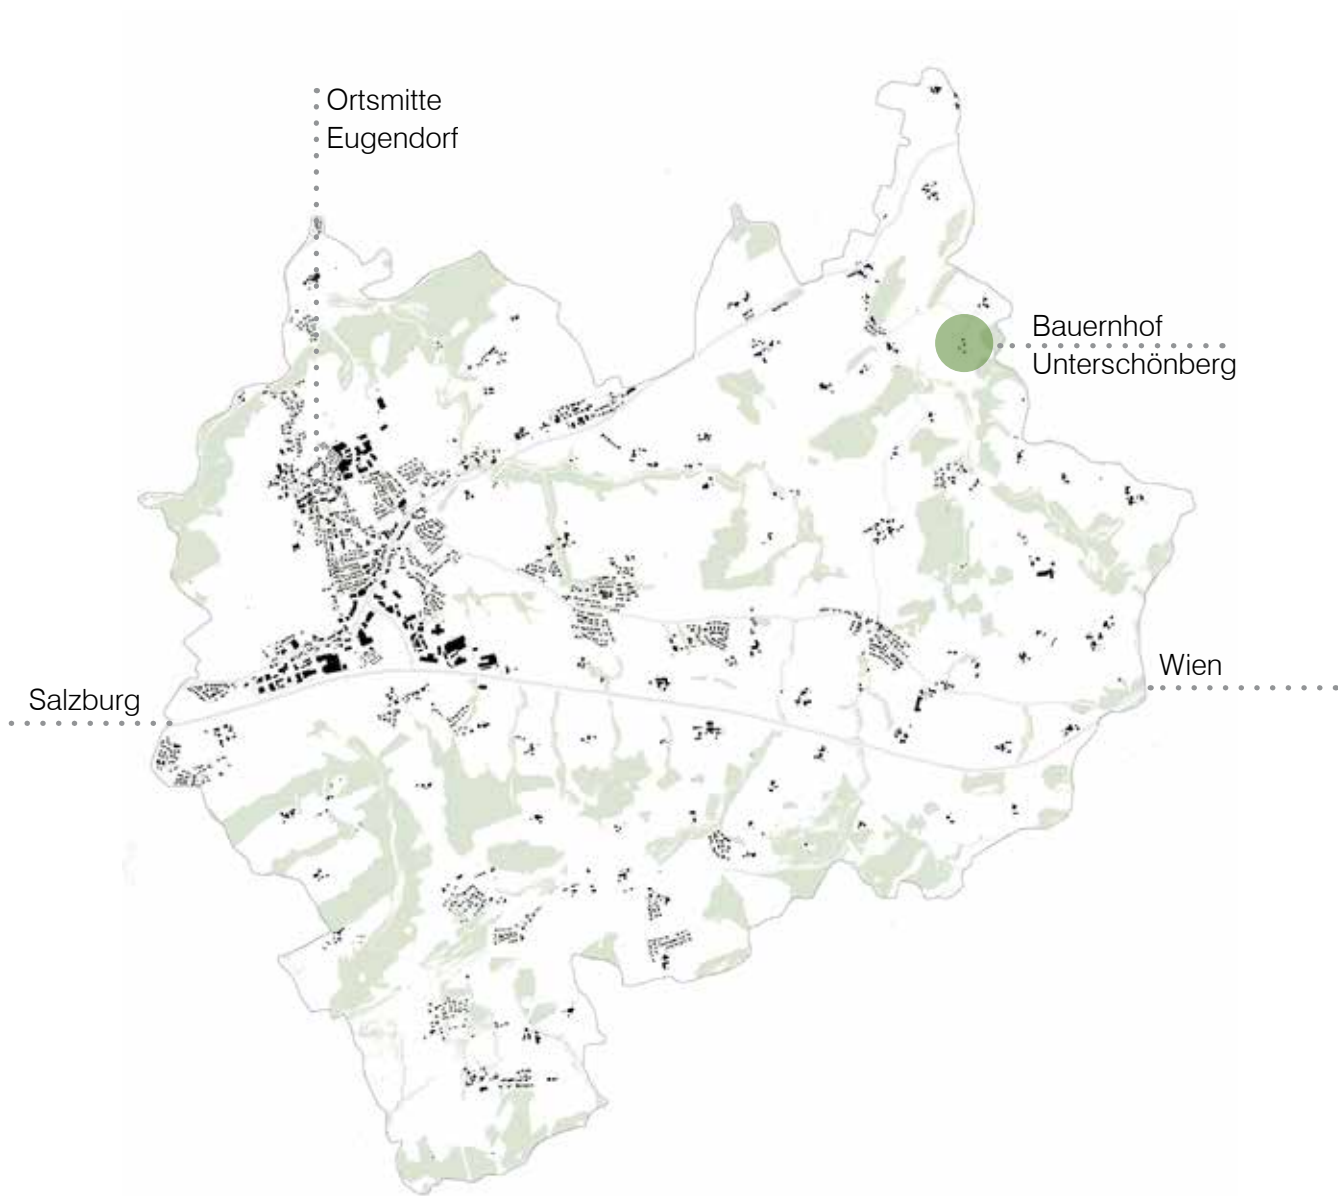 Ortsmitte
Eugendorf
Bauernhof
Unterschönberg
Wien
Salzburg